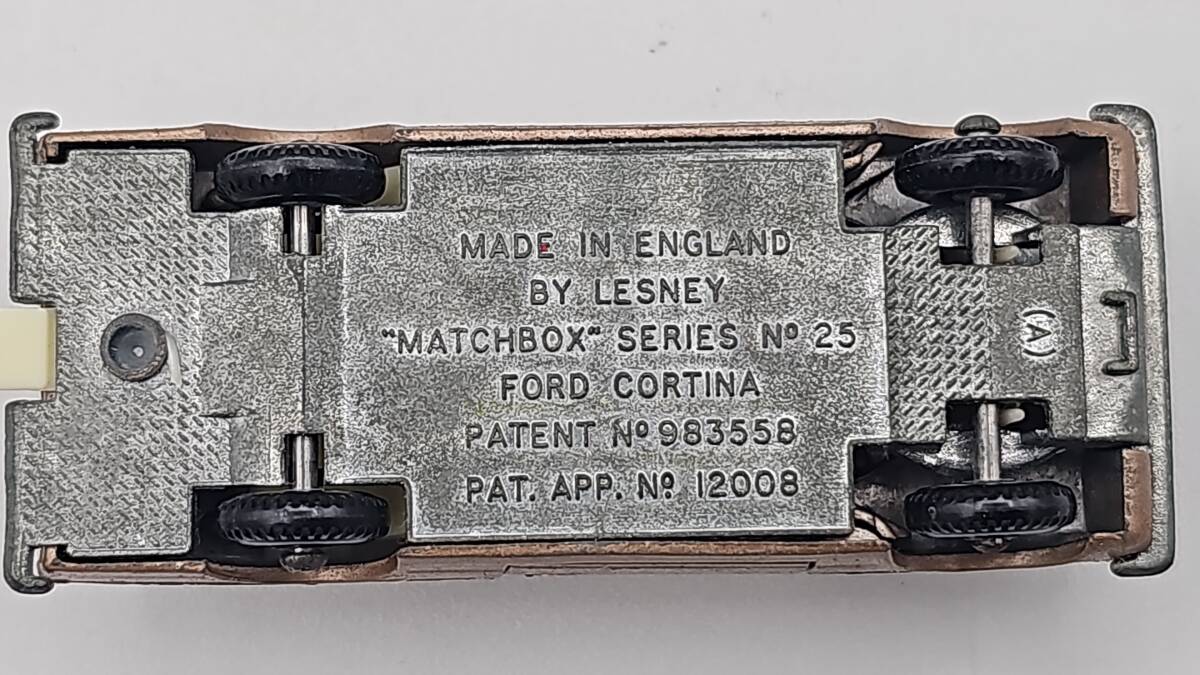 MADE IN ENGLAND
BY LESNEY
"MATCHBOX" SERIES Nº 25
FORD CORTINA
PATENT Nº 983558
PAT. APP. Nº 12008
(A)